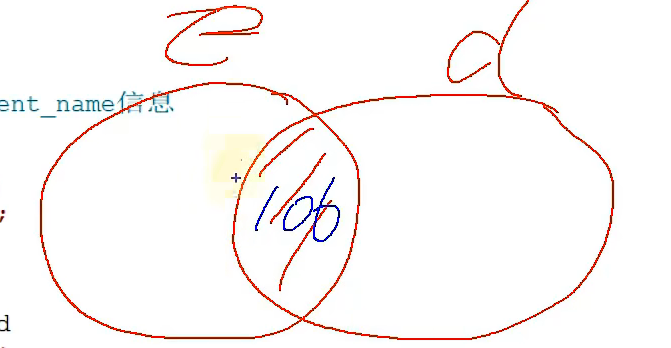 e d
ent_name信息
106
;
d